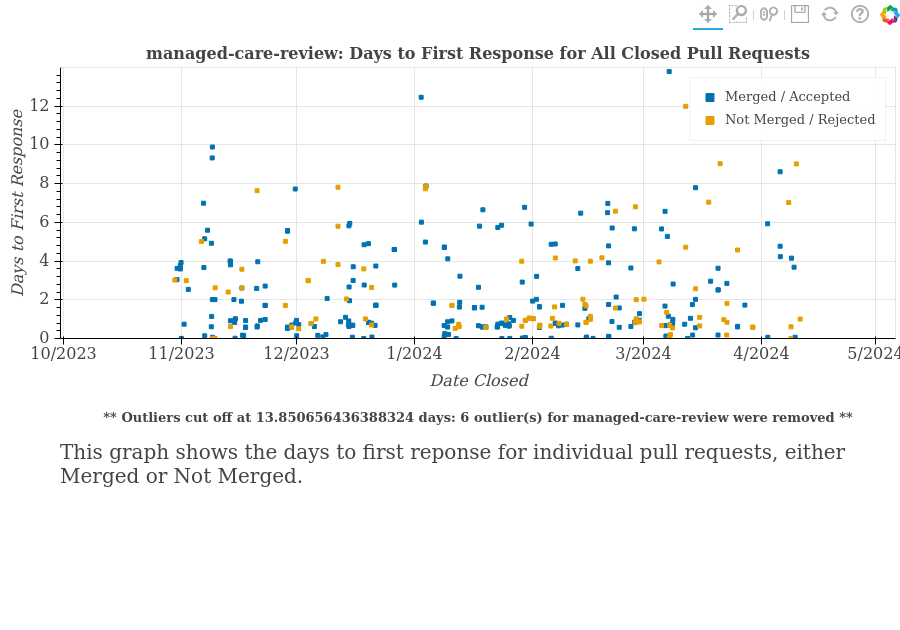 managed-care-review: Days to First Response for All Closed Pull Requests
Merged / Accepted
Not Merged / Rejected
Days to First Response
12
10
8
6
4
2
0
10/2023 11/2023 12/2023 1/2024 2/2024 3/2024 4/2024 5/2024
Date Closed
** Outliers cut off at 13.850656436388324 days: 6 outlier(s) for managed-care-review were removed **
This graph shows the days to first reponse for individual pull requests, either
Merged or Not Merged.